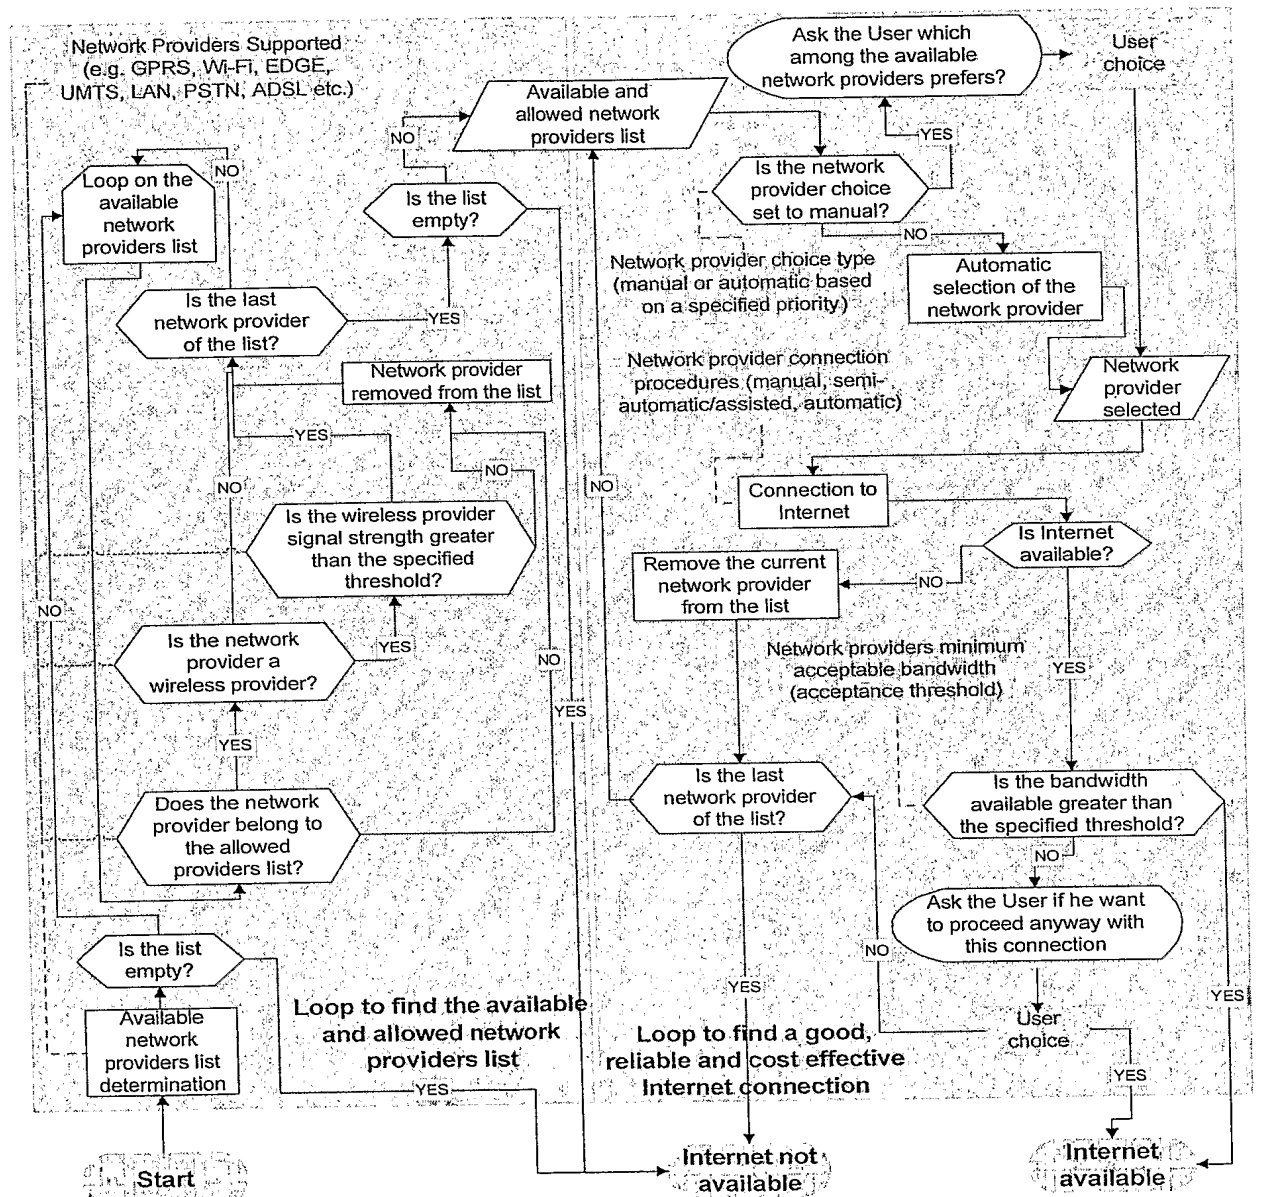 Network Providers Supported
(e.g. GPRS, Wi-Fi, EDGE,
UMTS, LAN, PSTN, ADSL etc.)
NO
Loop on the
available
network
providers list
Is the last
network provider
of the list?
YES
NO
Is the list
empty?
Network provider
removed from the list
YES
NO
NO
Is the wireless provider
signal strength greater
than the specified
threshold?
NO
Is the network
provider a
wireless provider?
YES
NO
YES
YES
Does the network
provider belong to
the allowed
providers list?
Is the list
empty?
Available
network
providers list
determination
Loop to find the available
and allowed network
providers list
YES
Start
Available and
allowed network
providers list
Ask the User which
among the available
network providers prefers?
User
choice
YES
Is the network
provider choice
set to manual?
NO
Network provider choice type
(manual or automatic based
on a specified priority)
Automatic
selection of the
network provider
Network provider connection
procedures (manual, semi-
automatic/assisted, automatic)
Network
provider
selected
NO
Connection to
Internet
Is Internet
available?
Remove the current
network provider
from the list
NO
Network providers minimum
acceptable bandwidth
(acceptance threshold)
YES
Is the last
network provider
of the list?
Is the bandwidth
available greater than
the specified threshold?
NO
Ask the User if he want
to proceed anyway with
this connection
NO
YES
YES
User
choice
Loop to find a good,
reliable and cost effective
Internet connection
YES
Internet not
available
Internet
available